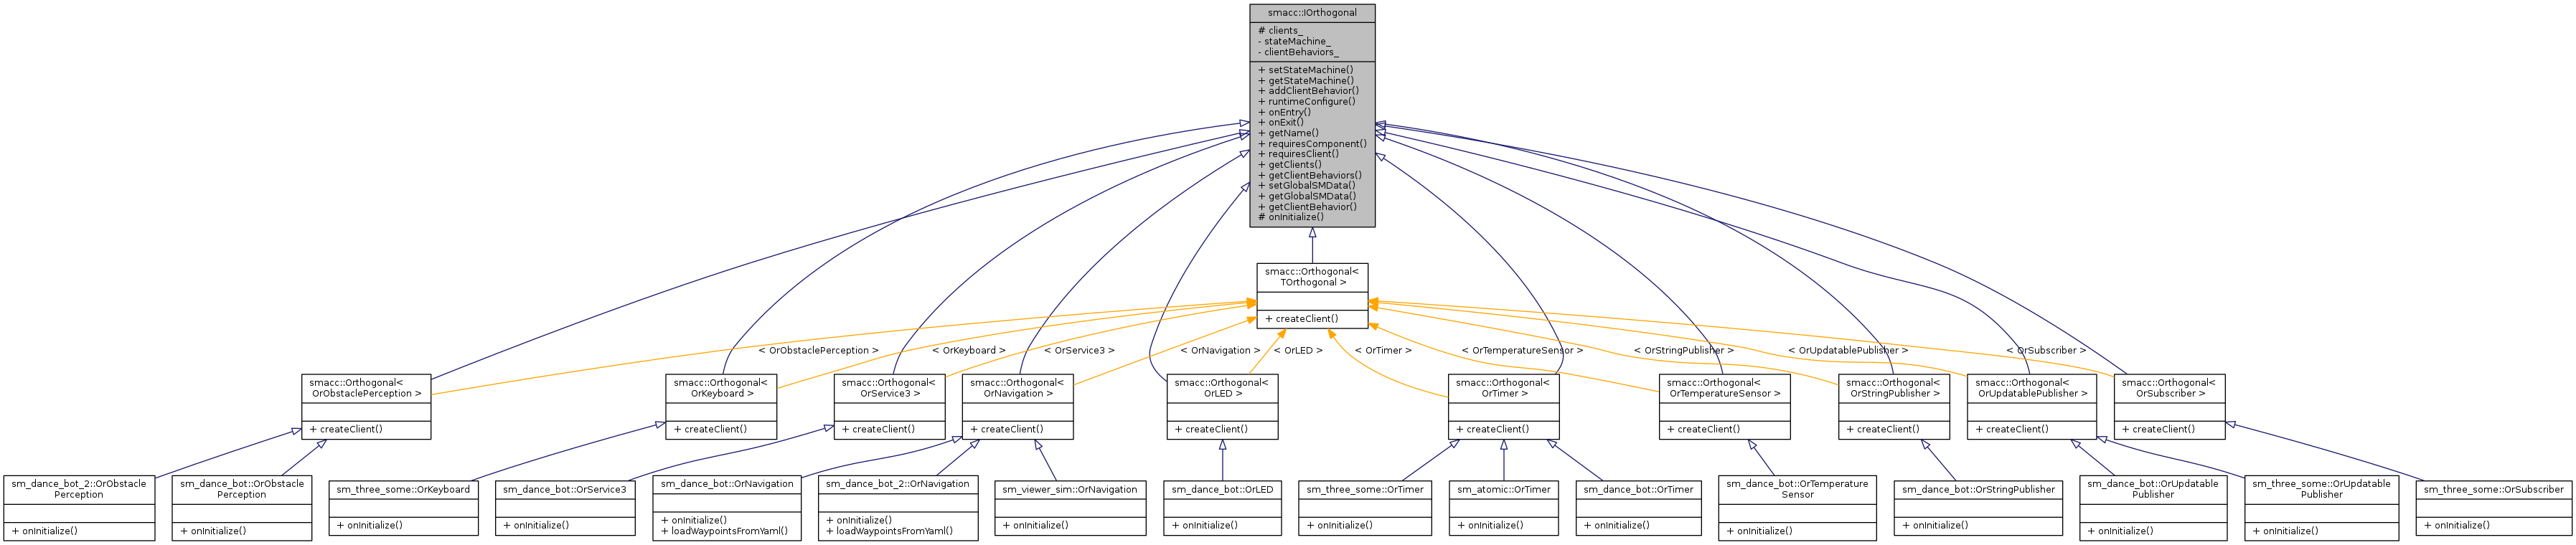 smacc::IOrthogonal
# clients_
- stateMachine_
- clientBehaviors_
+ setStateMachine()
+ getStateMachine()
+ addClientBehavior()
+ runtimeConfigure()
+ onEntry()
+ onExit()
+ getName()
+ requiresComponent()
+ requiresClient()
+ getClients()
+ getClientBehaviors()
+ setGlobalSMData()
+ getGlobalSMData()
+ getClientBehavior()
# onInitialize()
smacc::Orthogonal<
TOrthogonal >
+ createClient()
< OrObstaclePerception >
< OrKeyboard >
< OrService3 >
< OrNavigation >
< OrLED >
< OrTimer >
< OrTemperatureSensor >
< OrStringPublisher >
< OrUpdatablePublisher >
< OrSubscriber >
smacc::Orthogonal<
OrObstaclePerception >
+ createClient()
smacc::Orthogonal<
OrKeyboard >
+ createClient()
smacc::Orthogonal<
OrService3 >
+ createClient()
smacc::Orthogonal<
OrNavigation >
+ createClient()
smacc::Orthogonal<
OrLED >
+ createClient()
smacc::Orthogonal<
OrTimer >
+ createClient()
smacc::Orthogonal<
OrTemperatureSensor >
+ createClient()
smacc::Orthogonal<
OrStringPublisher >
+ createClient()
smacc::Orthogonal<
OrUpdatablePublisher >
+ createClient()
smacc::Orthogonal<
OrSubscriber >
+ createClient()
sm_dance_bot_2::OrObstacle
Perception
+ onInitialize()
sm_dance_bot::OrObstacle
Perception
+ onInitialize()
sm_three_some::OrKeyboard
+ onInitialize()
sm_dance_bot::OrService3
+ onInitialize()
sm_dance_bot::OrNavigation
+ onInitialize()
+ loadWaypointsFromYaml()
sm_dance_bot_2::OrNavigation
+ onInitialize()
+ loadWaypointsFromYaml()
sm_viewer_sim::OrNavigation
+ onInitialize()
sm_dance_bot::OrLED
+ onInitialize()
sm_three_some::OrTimer
+ onInitialize()
sm_atomic::OrTimer
+ onInitialize()
sm_dance_bot::OrTimer
+ onInitialize()
sm_dance_bot::OrTemperature
Sensor
+ onInitialize()
sm_dance_bot::OrStringPublisher
+ onInitialize()
sm_dance_bot::OrUpdatable
Publisher
+ onInitialize()
sm_three_some::OrUpdatable
Publisher
+ onInitialize()
sm_three_some::OrSubscriber
+ onInitialize()